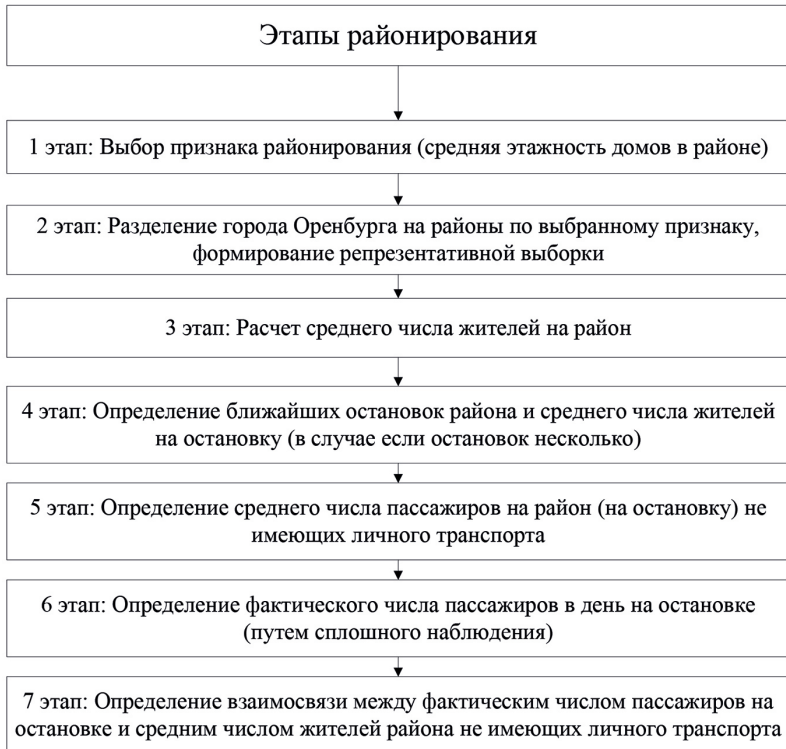 Этапы районирования
1 этап: Выбор признака районирования (средняя этажность домов в районе)
2 этап: Разделение города Оренбурга на районы по выбранному признаку,
формирование репрезентативной выборки
3 этап: Расчет среднего числа жителей на район
4 этап: Определение ближайших остановок района и среднего числа жителей
на остановку (в случае если остановок несколько)
5 этап: Определение среднего числа пассажиров на район (на остановку) не
имеющих личного транспорта
6 этап: Определение фактического числа пассажиров в день на остановке
(путем сплошного наблюдения)
7 этап: Определение взаимосвязи между фактическим числом пассажиров на
остановке и средним числом жителей района не имеющих личного транспорта